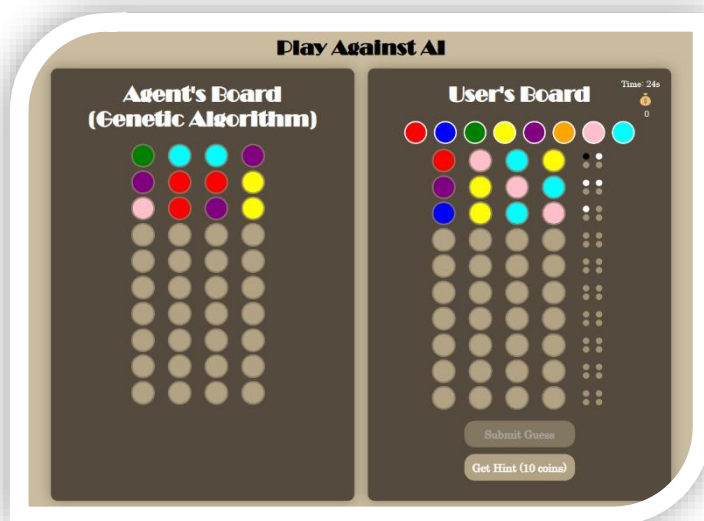 Play Against AI
Agent's Board
(Genetic Algorithm)
User's Board
Time: 24s
0
Submit Guess
Get Hint (10 coins)